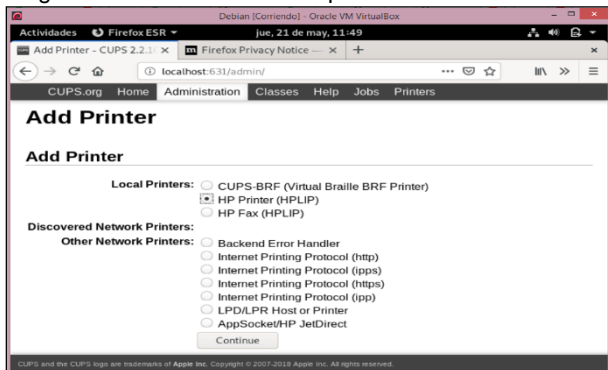 Debian [Corriendo] - Oracle VM VirtualBox
Actividades Firefox ESR jue, 21 de may, 11:49
Add Printer - CUPS 2.2.1 Firefox Privacy Notice —
localhost:631/admin/
CUPS.org Home Administration Classes Help Jobs Printers
Add Printer
Add Printer
Local Printers: CUPS-BRF (Virtual Braille BRF Printer)
HP Printer (HPLIP)
HP Fax (HPLIP)
Discovered Network Printers:
Other Network Printers: Backend Error Handler
Internet Printing Protocol (http)
Internet Printing Protocol (ipps)
Internet Printing Protocol (https)
Internet Printing Protocol (ipp)
LPD/LPR Host or Printer
AppSocket/HP JetDirect
Continue
CUPS and the CUPS logo are trademarks of Apple Inc. Copyright © 2007-2018 Apple Inc. All rights reserved.